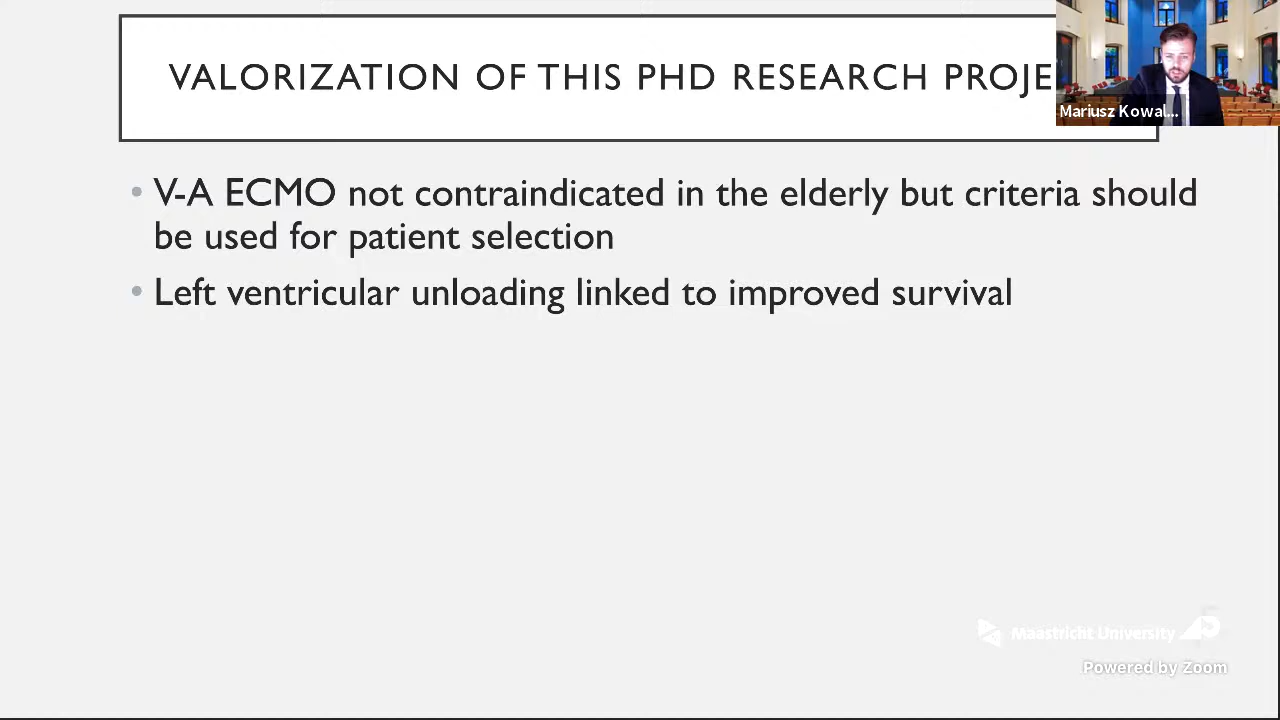 VALORIZATION OF THIS PHD RESEARCH PROJE
Mariusz Kowal...
• V-A ECMO not contraindicated in the elderly but criteria should
be used for patient selection
• Left ventricular unloading linked to improved survival
Maastricht University
Powered by Zoom